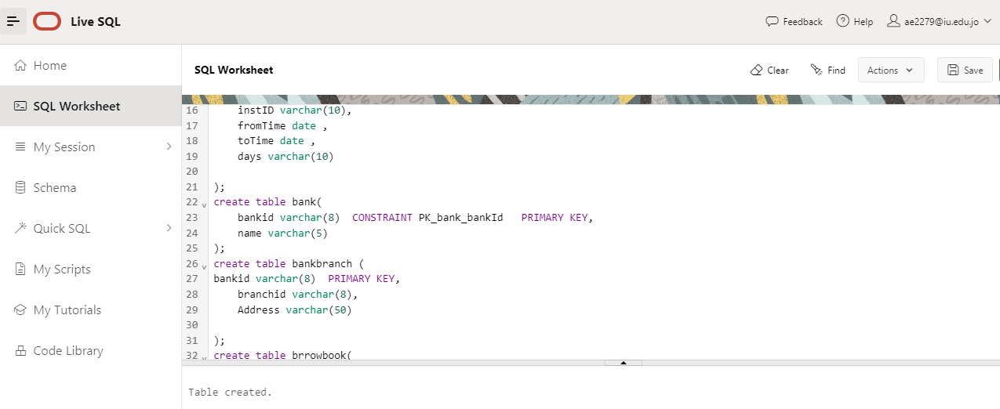 Live SQL
Feedback
Help
ae2279@iu.edu.jo
Home
SQL Worksheet
My Session
Schema
Quick SQL
My Scripts
My Tutorials
Code Library
SQL Worksheet
Clear
Find
Actions
Save
16 instID varchar(10),
17 fromTime date ,
18 toTime date ,
19 days varchar(10)
20
21 );
22 create table bank(
23 bankid varchar(8) CONSTRAINT PK_bank_bankId PRIMARY KEY,
24 name varchar(5)
25 );
26 create table bankbranch (
27 bankid varchar(8) PRIMARY KEY,
28 branchid varchar(8),
29 Address varchar(50)
30
31 );
32 create table brrowbook(
Table created.